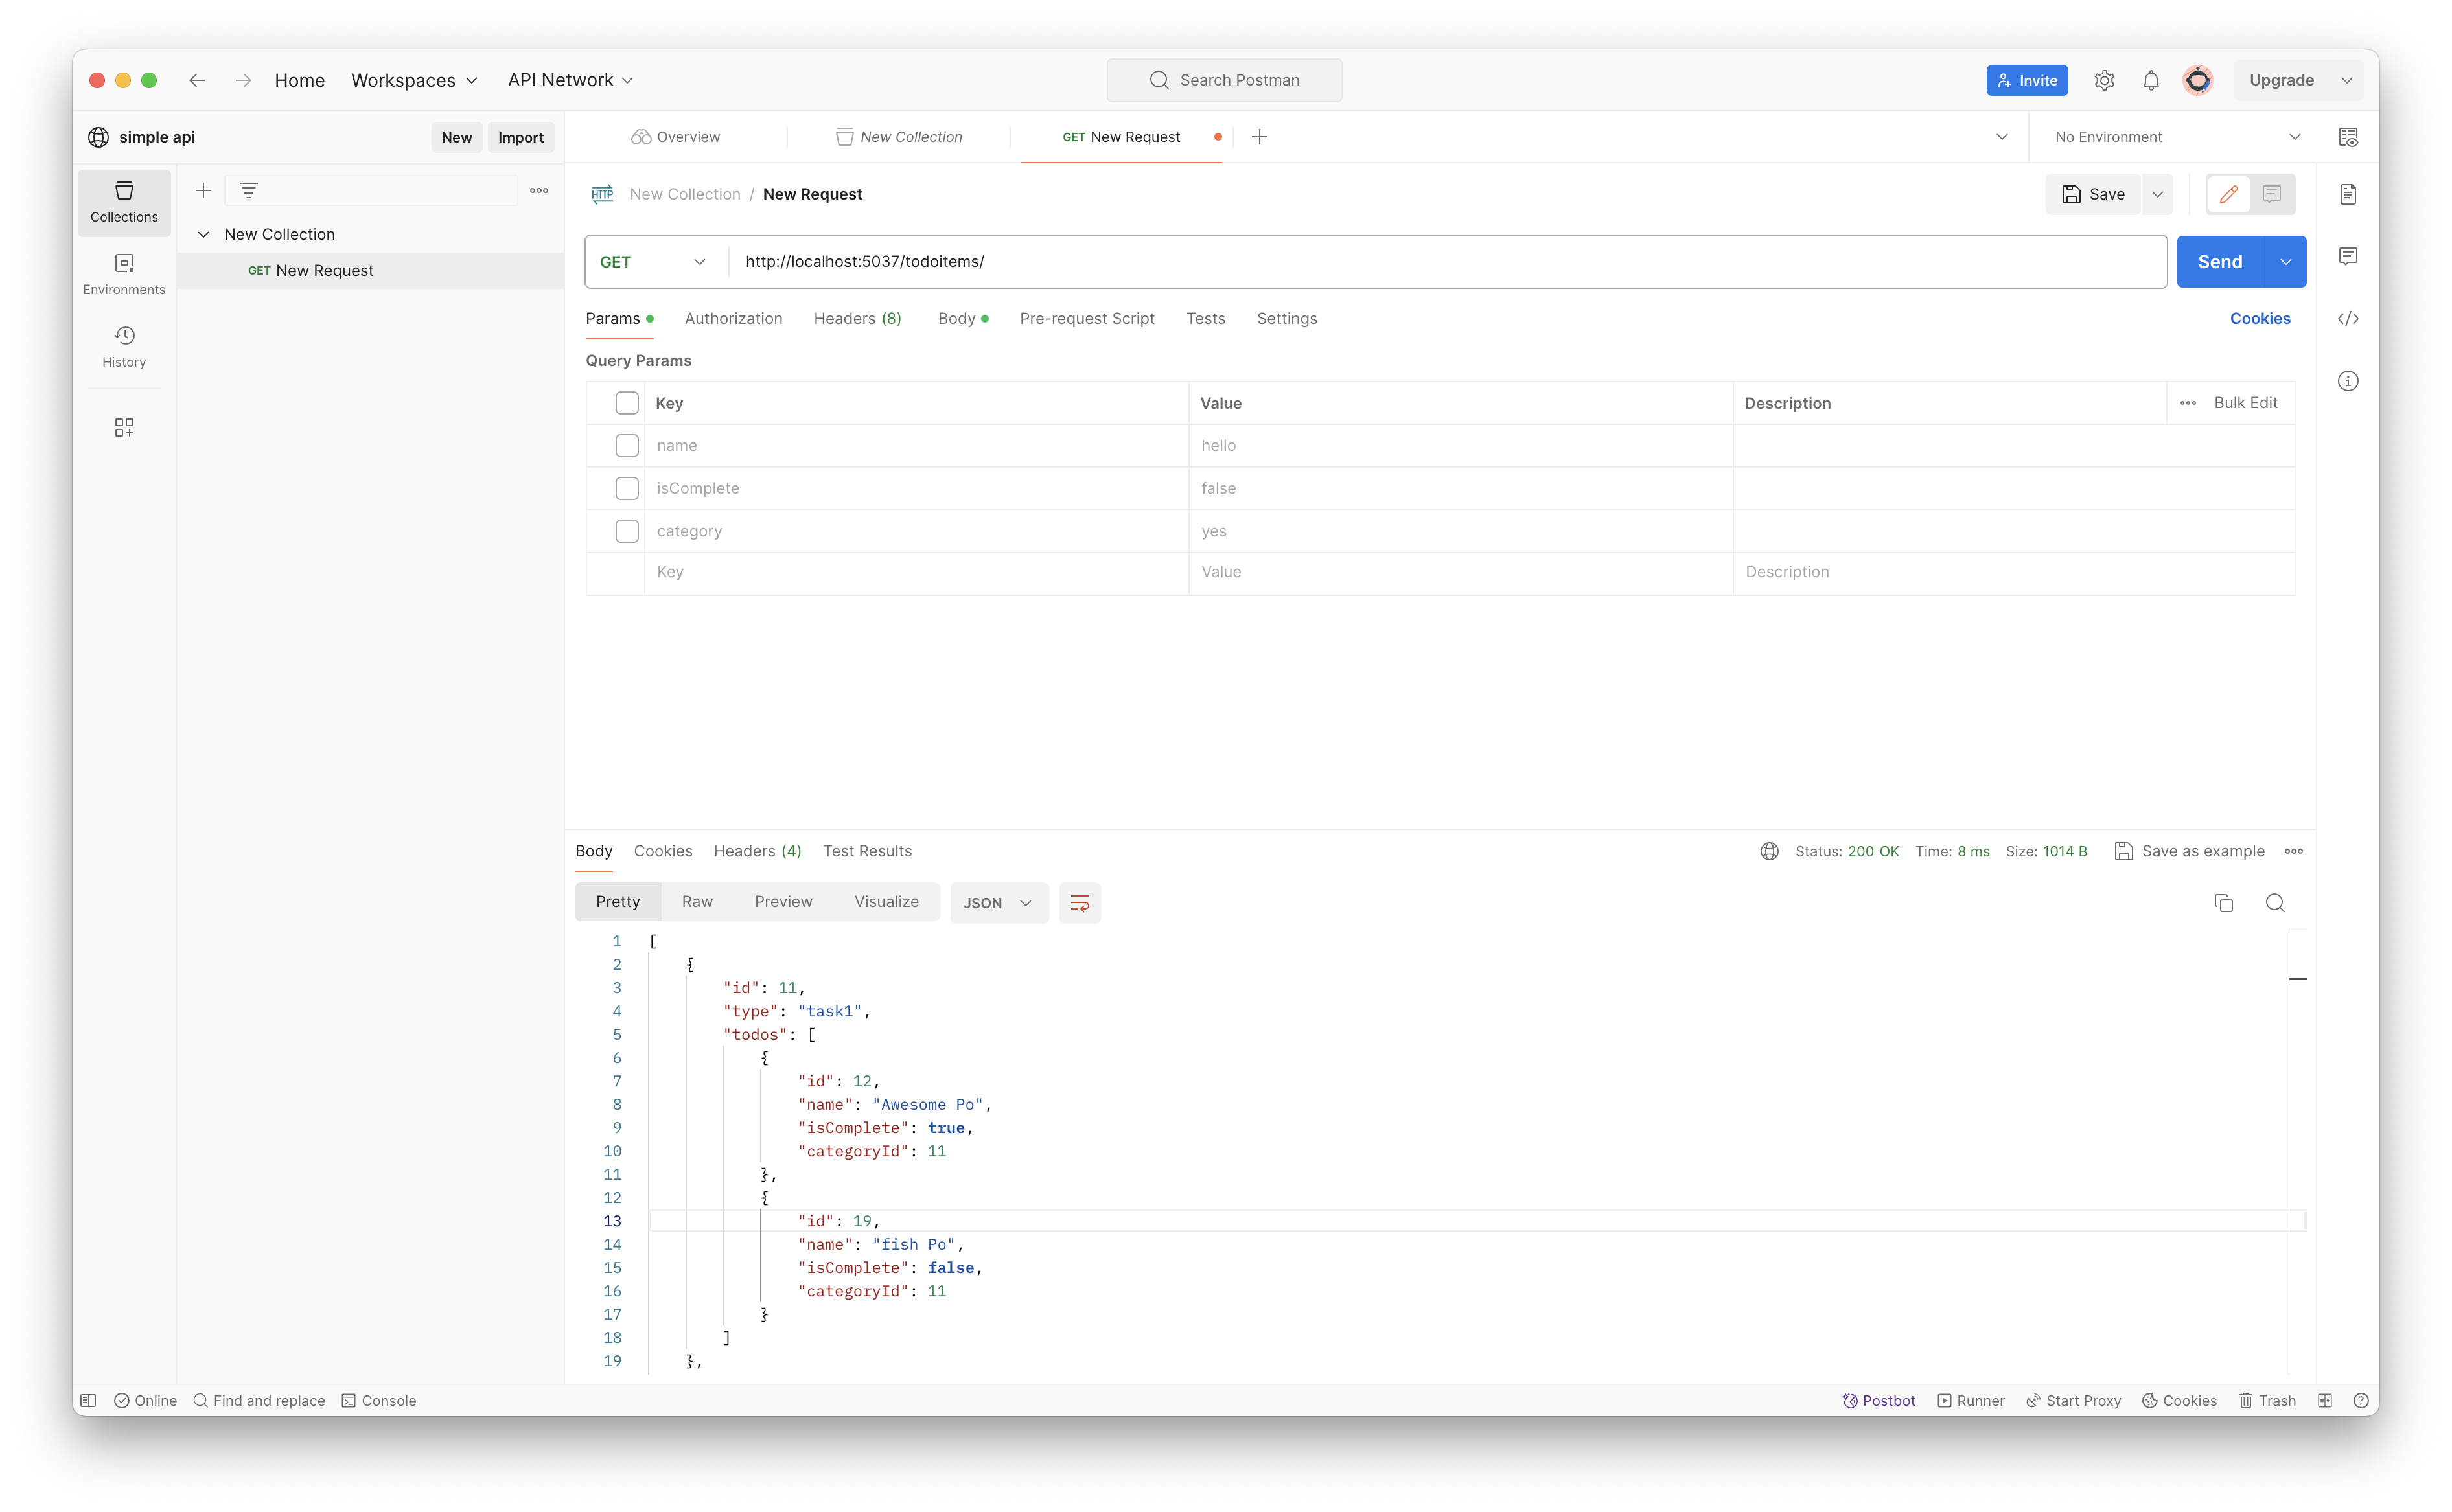 Home Workspaces API Network Search Postman Invite Upgrade
simple api New Import Overview New Collection GET New Request No Environment
Collections
Environments
History
New Collection
GET New Request
HTTP New Collection / New Request Save
GET http://localhost:5037/todoitems/ Send
Params Authorization Headers (8) Body Pre-request Script Tests Settings Cookies
Query Params
Key Value Description Bulk Edit
name hello
isComplete false
category yes
Key Value Description
Body Cookies Headers (4) Test Results Status: 200 OK Time: 8 ms Size: 1014 B Save as example
Pretty Raw Preview Visualize JSON
1 [
2 {
3 "id": 11,
4 "type": "task1",
5 "todos": [
6 {
7 "id": 12,
8 "name": "Awesome Po",
9 "isComplete": true,
10 "categoryId": 11
11 },
12 {
13 "id": 19,
14 "name": "fish Po",
15 "isComplete": false,
16 "categoryId": 11
17 }
18 ]
19 },
Online Find and replace Console Postbot Runner Start Proxy Cookies Trash